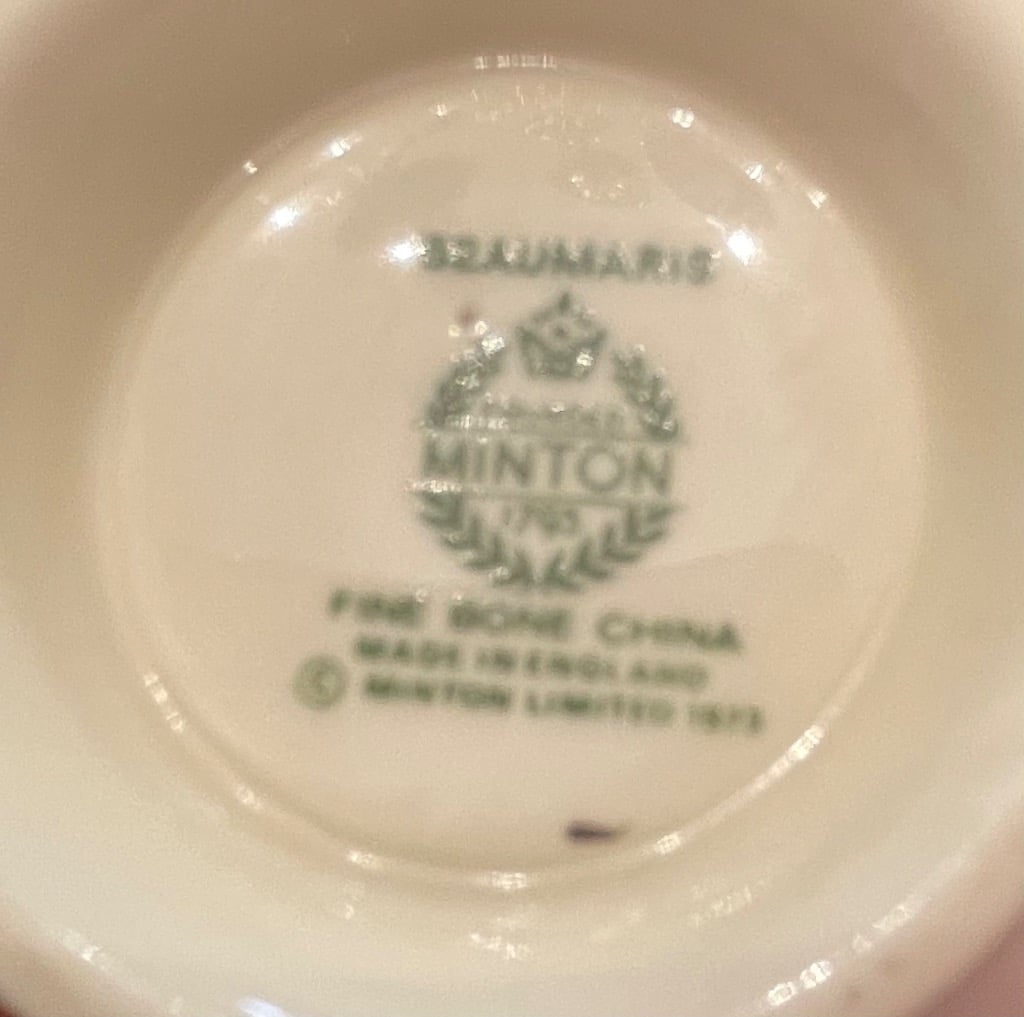 BEAUMARIS
MINTON
1793
FINE BONE CHINA
MADE IN ENGLAND
© MINTON LIMITED 1973